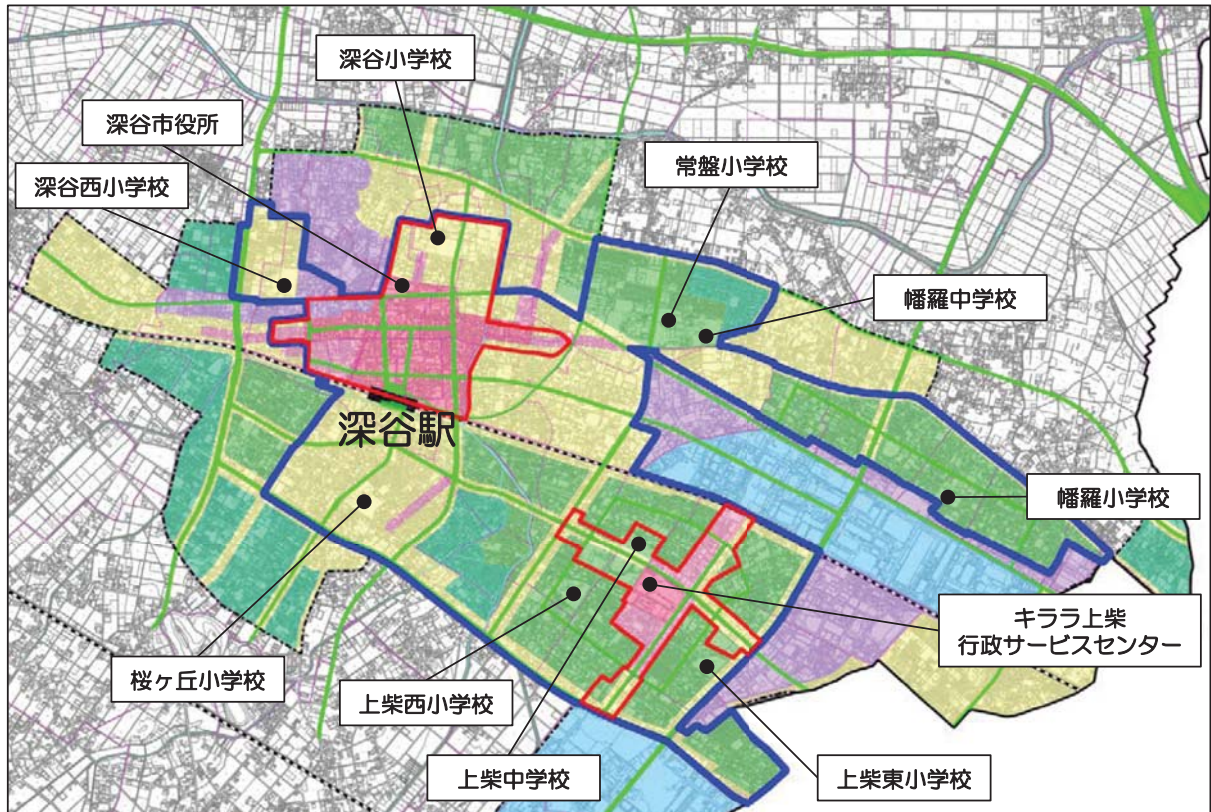 深谷小学校
深谷市役所
深谷西小学校
常盤小学校
幡羅中学校
深谷駅
幡羅小学校
キララ上柴
行政サービスセンター
桜ヶ丘小学校
上柴西小学校
上柴中学校
上柴東小学校